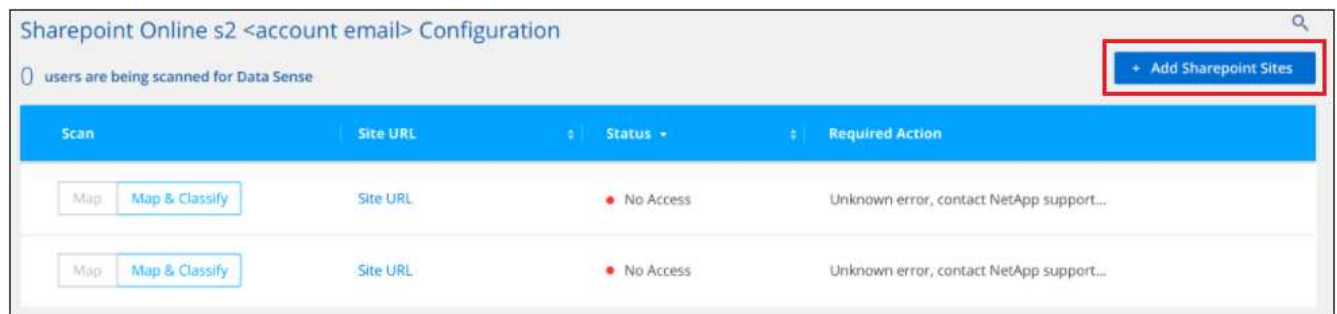 Sharepoint Online s2 <account email> Configuration
0 users are being scanned for Data Sense
+ Add Sharepoint Sites
Scan Site URL Status Required Action
Map Map & Classify Site URL No Access Unknown error, contact NetApp support...
Map Map & Classify Site URL No Access Unknown error, contact NetApp support...